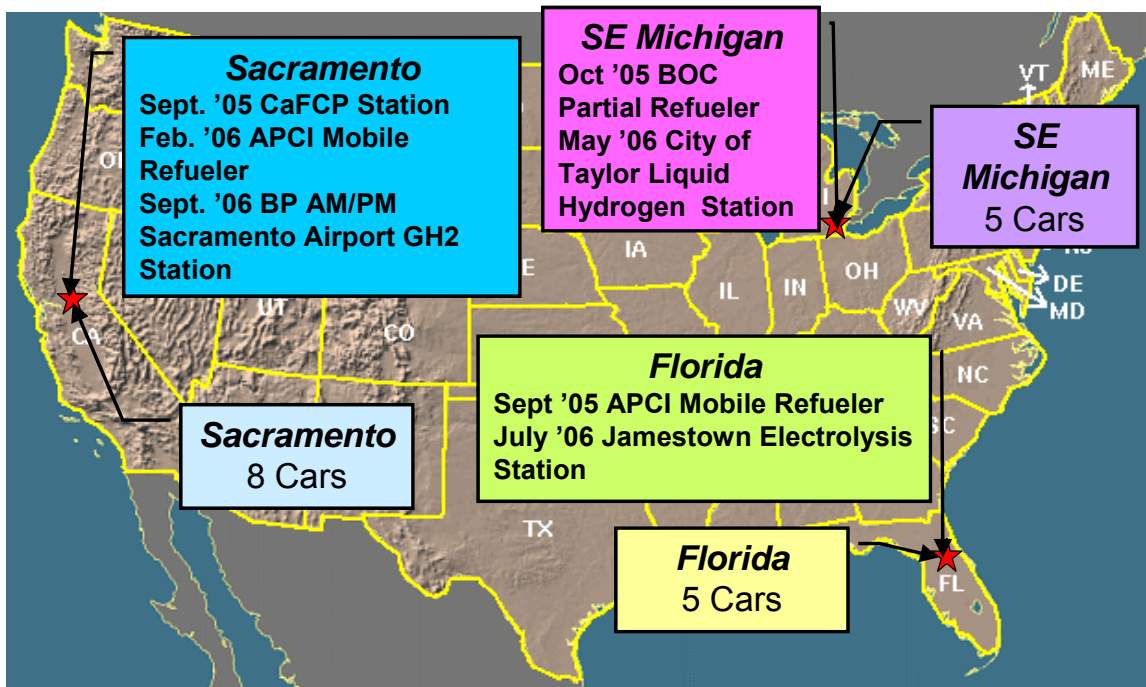 Sacramento
Sept. '05 CaFCP Station
Feb. '06 APCI Mobile
Refueler
Sept. '06 BP AM/PM
Sacramento Airport GH2
Station
SE Michigan
Oct '05 BOC
Partial Refueler
May '06 City of
Taylor Liquid
Hydrogen Station
SE
Michigan
5 Cars
VT
ME
DE
MD
IA
IL
IN
OH
WV
VA
UT
CO
CA
NC
Florida
Sept '05 APCI Mobile Refueler
July '06 Jamestown Electrolysis
Station
Sacramento
8 Cars
TX
Florida
5 Cars
FL